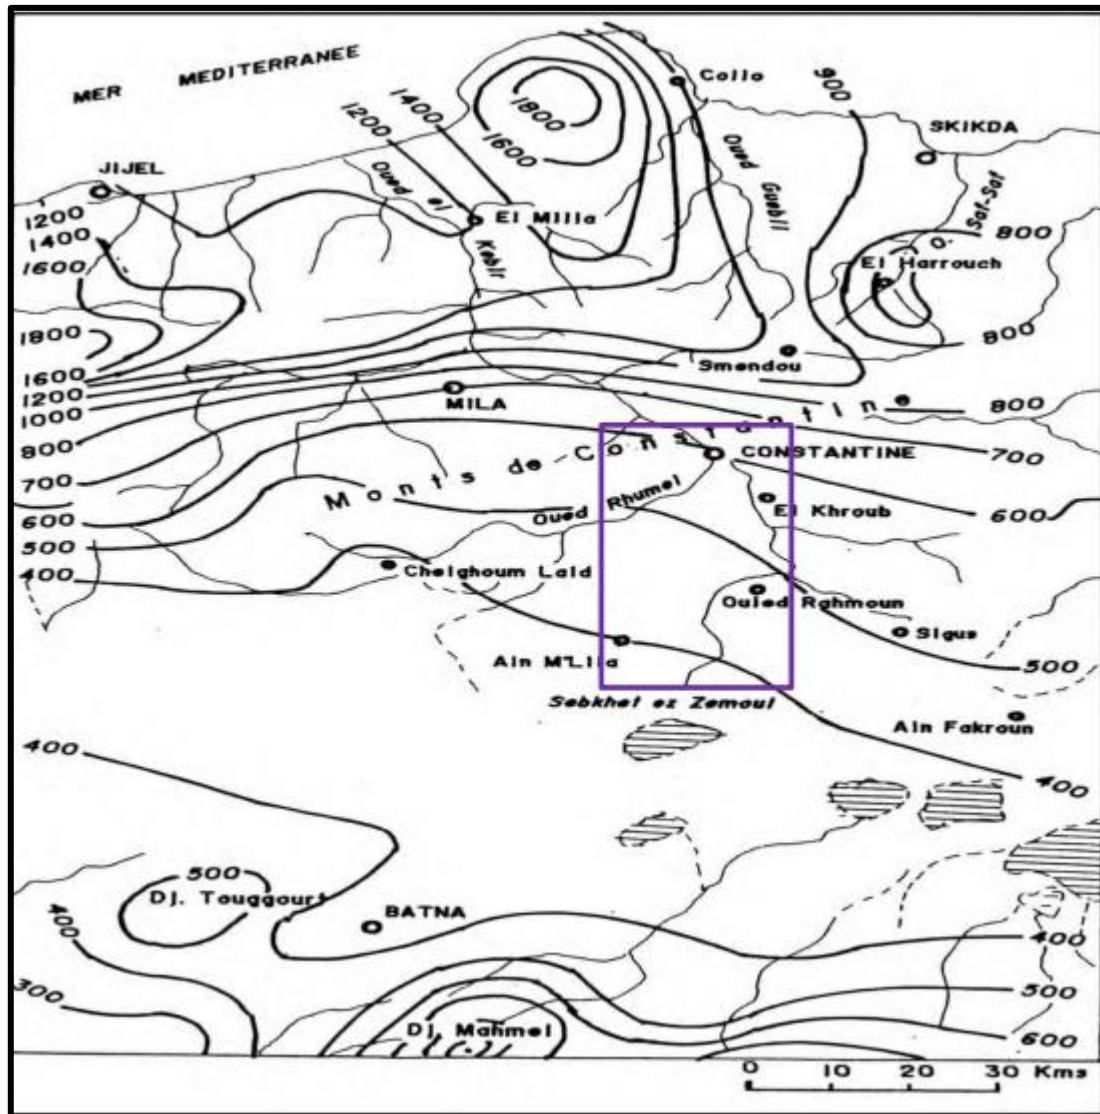 MER MEDITERRANEE
Collo
900
1800
1400
1200
1600
SKIKDA
JIJEL
Oued el
Kebir
Oued Guebli
O. Saf-Saf
1200
El Milia
800
1400
El Harrouch
1600
1800
800
Smendou
1600
1200
MILA
1000
800
800
Monts de Constantine
CONSTANTINE
700
700
Oued Rhumel
El Khroub
600
600
500
400
Chelghoum Laid
Ouled Rahmoun
Sigus
Ain M'Lila
500
Sebkhet ez Zemoul
Ain Fakroun
400
400
500
Dj. Touggourt
BATNA
400
400
300
500
Dj. Mahmel
600
0 10 20 30 Kms